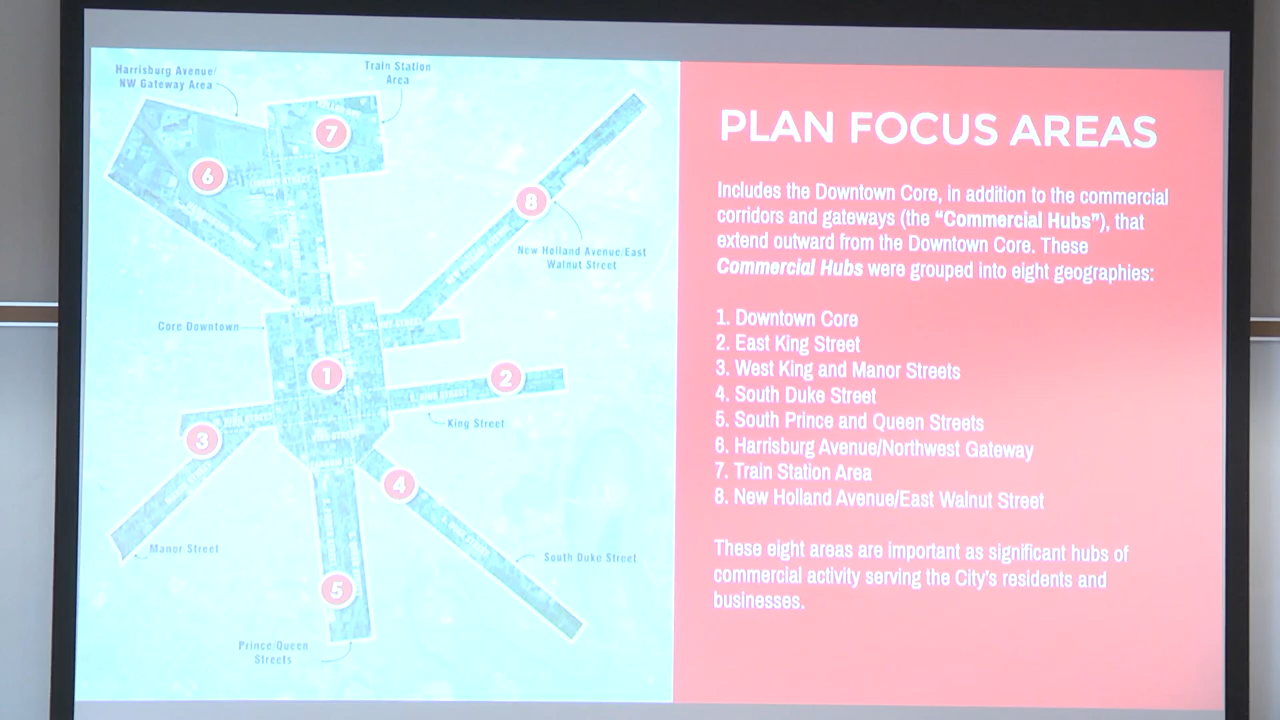 Harrisburg Avenue/
NW Gateway Area
Train Station
Area
7
6
8
New Holland Avenue/East
Walnut Street
Core Downtown
WALNUT STREET
1
2
E. KING STREET
King Street
3
4
Manor Street
South Duke Street
5
Prince/Queen
Streets
PLAN FOCUS AREAS
Includes the Downtown Core, in addition to the commercial
corridors and gateways (the “Commercial Hubs”), that
extend outward from the Downtown Core. These
Commercial Hubs were grouped into eight geographies:
1. Downtown Core
2. East King Street
3. West King and Manor Streets
4. South Duke Street
5. South Prince and Queen Streets
6. Harrisburg Avenue/Northwest Gateway
7. Train Station Area
8. New Holland Avenue/East Walnut Street
These eight areas are important as significant hubs of
commercial activity serving the City's residents and
businesses.